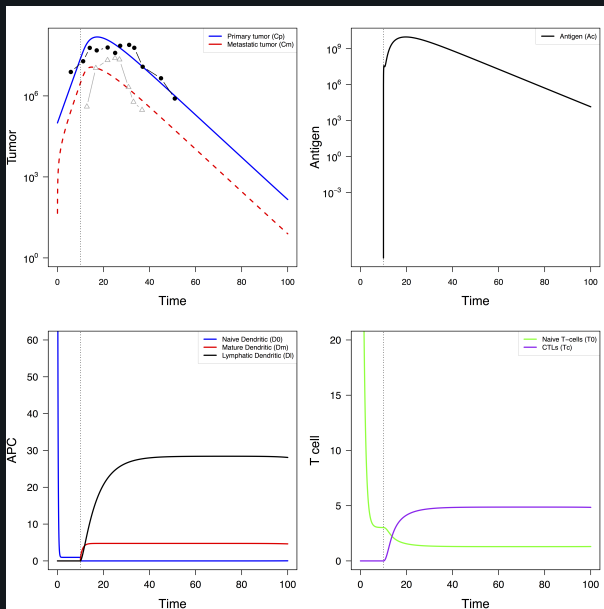 Primary tumor (Cp)
Metastatic tumor (Cm)
10^6
10^3
10^0
Tumor
0 20 40 60 80 100
Time
Antigen (Ac)
10^9
10^6
10^3
10^0
10^−3
Antigen
0 20 40 60 80 100
Time
Naive Dendritic (D0)
Mature Dendritic (Dm)
Lymphatic Dendritic (Dl)
60
50
40
30
20
10
0
APC
0 20 40 60 80 100
Time
Naive T−cells (T0)
CTLs (Tc)
20
15
10
5
0
T cell
0 20 40 60 80 100
Time